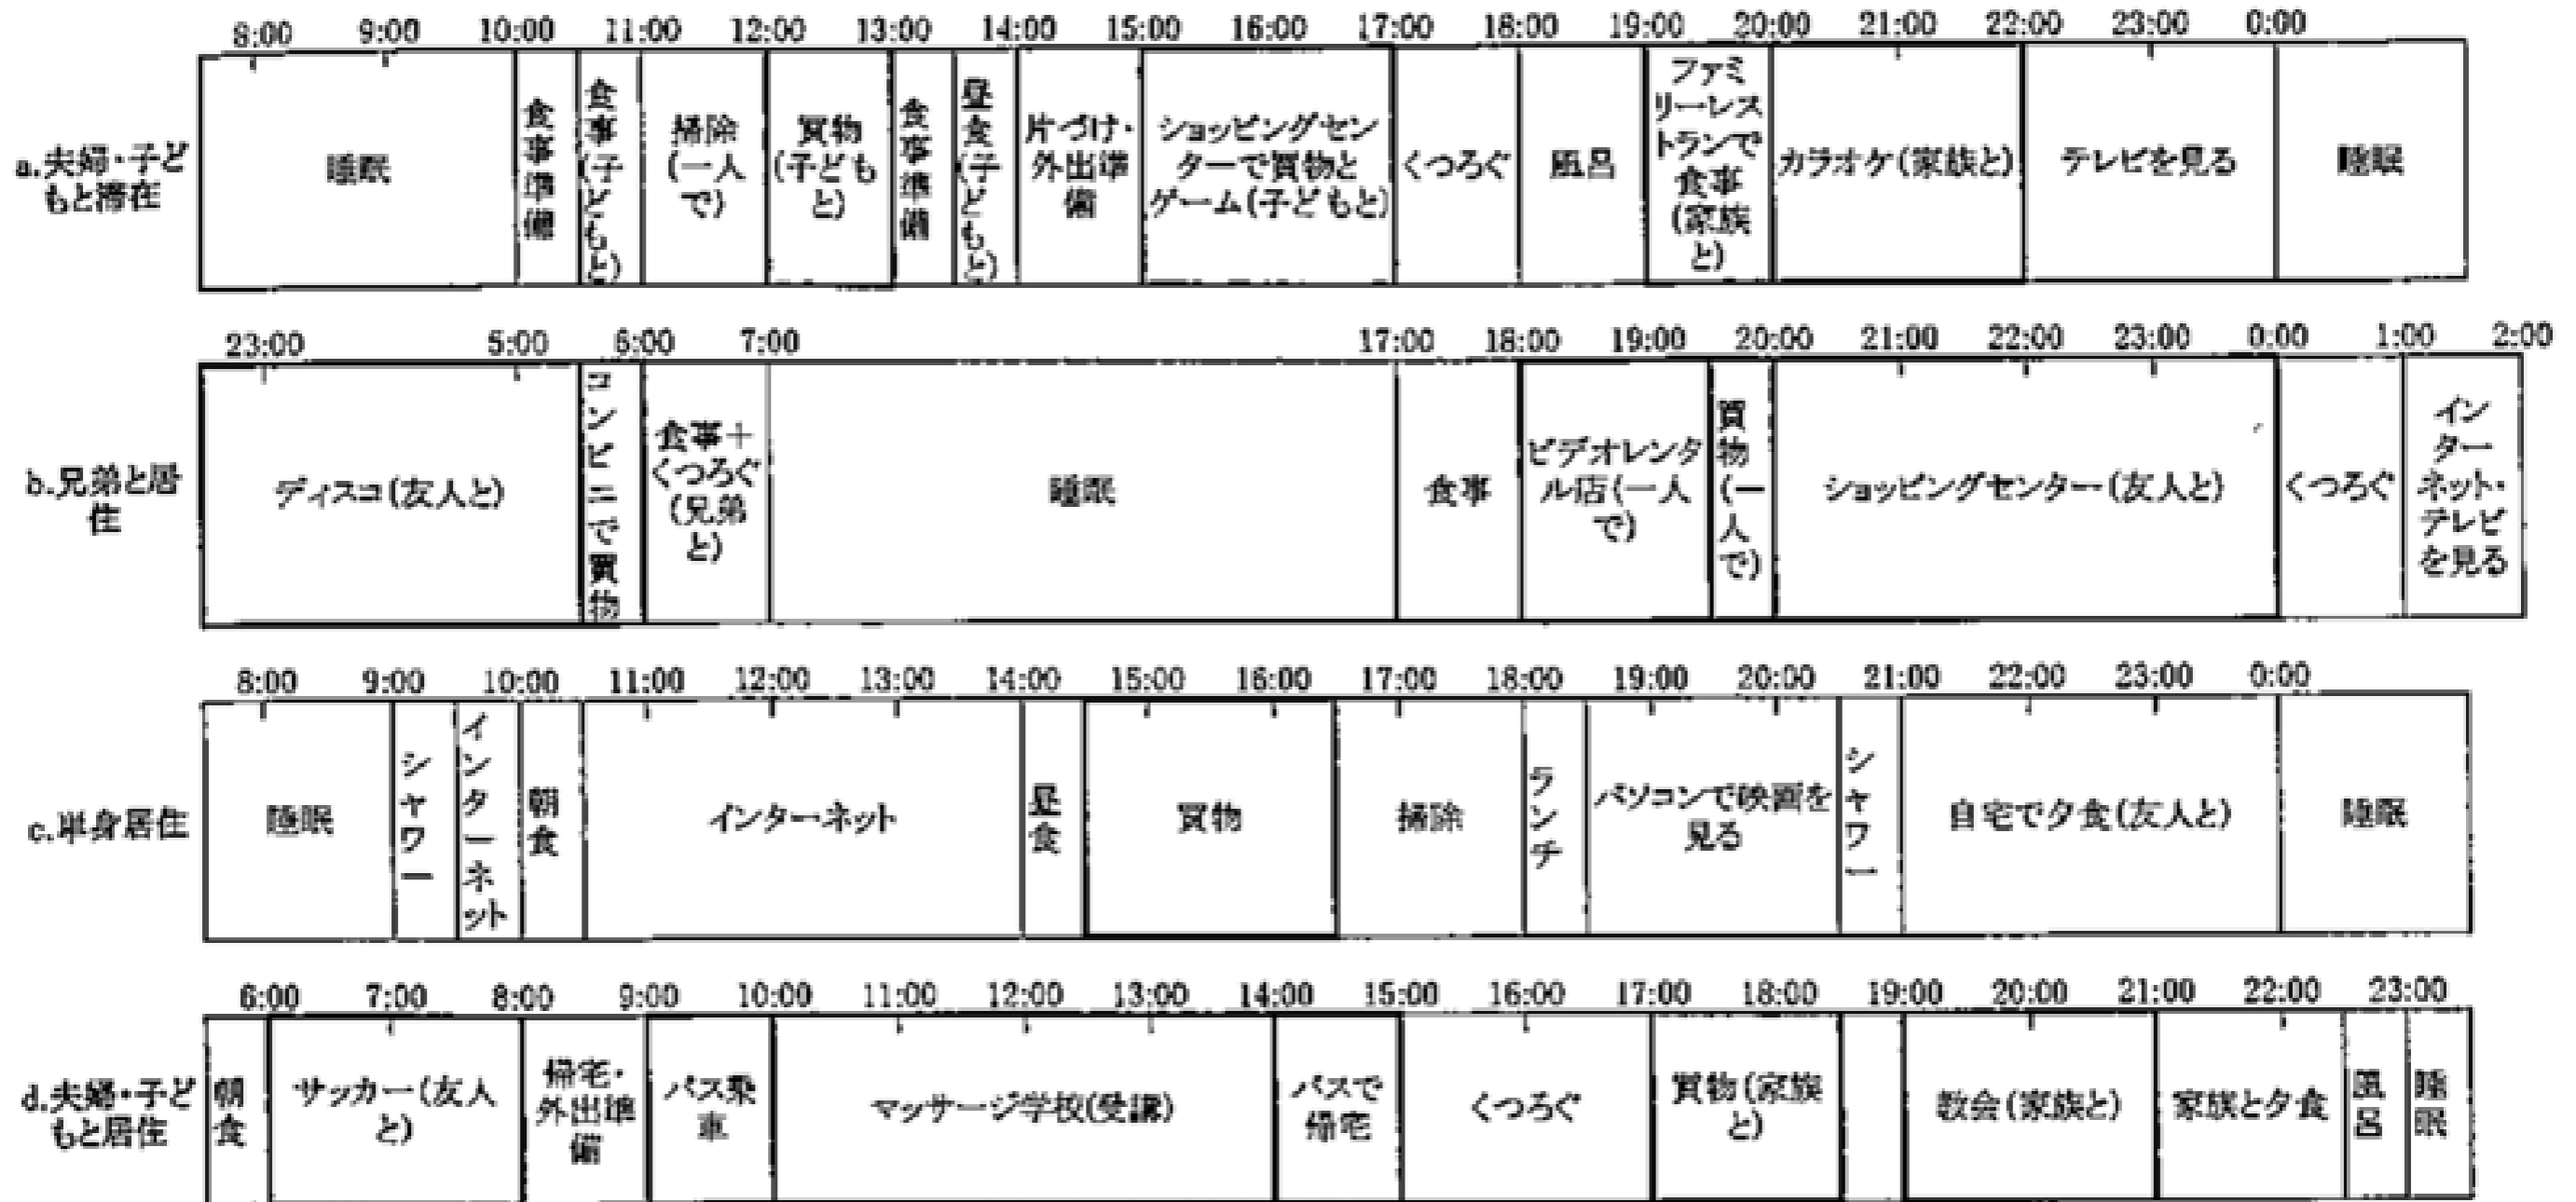 8:00 9:00 10:00 11:00 12:00 13:00 14:00 15:00 16:00 17:00 18:00 19:00 20:00 21:00 22:00 23:00 0:00
a.夫婦・子ど
もと滞在
睡眠
食事準備
食事(子どもと)
掃除
(一人
で)
買物
(子ども
と)
食事準備
昼食(子どもと)
片づけ・
外出準
備
ショッピングセン
ターで買物と
ゲーム(子どもと)
くつろぐ
風呂
ファミ
リーレス
トランで
食事
(家族
と)
カラオケ(家族と)
テレビを見る
睡眠
23:00 5:00 6:00 7:00 17:00 18:00 19:00 20:00 21:00 22:00 23:00 0:00 1:00 2:00
b.兄弟と居
住
ディスコ(友人と)
コンビニで買物
食事+
くつろぐ
(兄弟
と)
睡眠
食事
ビデオレンタ
ル店(一人
で)
買物(一人で)
ショッピングセンター(友人と)
くつろぐ
イン
ター
ネット・
テレビ
を見る
8:00 9:00 10:00 11:00 12:00 13:00 14:00 15:00 16:00 17:00 18:00 19:00 20:00 21:00 22:00 23:00 0:00
c.単身居住
睡眠
シャワー
インターネット
朝食
インターネット
昼食
買物
掃除
ランチ
パソコンで映画を
見る
シャワー
自宅で夕食(友人と)
睡眠
6:00 7:00 8:00 9:00 10:00 11:00 12:00 13:00 14:00 15:00 16:00 17:00 18:00 19:00 20:00 21:00 22:00 23:00
d.夫婦・子ど
もと居住
朝食
サッカー(友人
と)
帰宅・
外出準
備
バス乗
車
マッサージ学校(受講)
バスで
帰宅
くつろぐ
買物(家族
と)
教会(家族と)
家族と夕食
風呂
睡眠